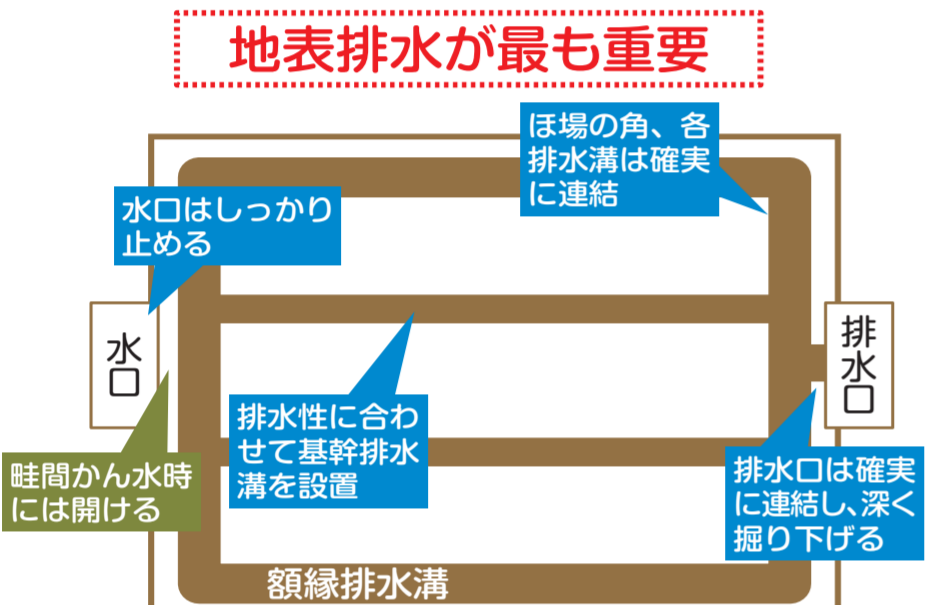 地表排水が最も重要
ほ場の角、各
排水溝は確実
に連結
水口はしっかり
止める
水口
排水口
排水性に合わ
せて基幹排水
溝を設置
畦間かん水時
には開ける
排水口は確実
に連結し、深く
掘り下げる
額縁排水溝